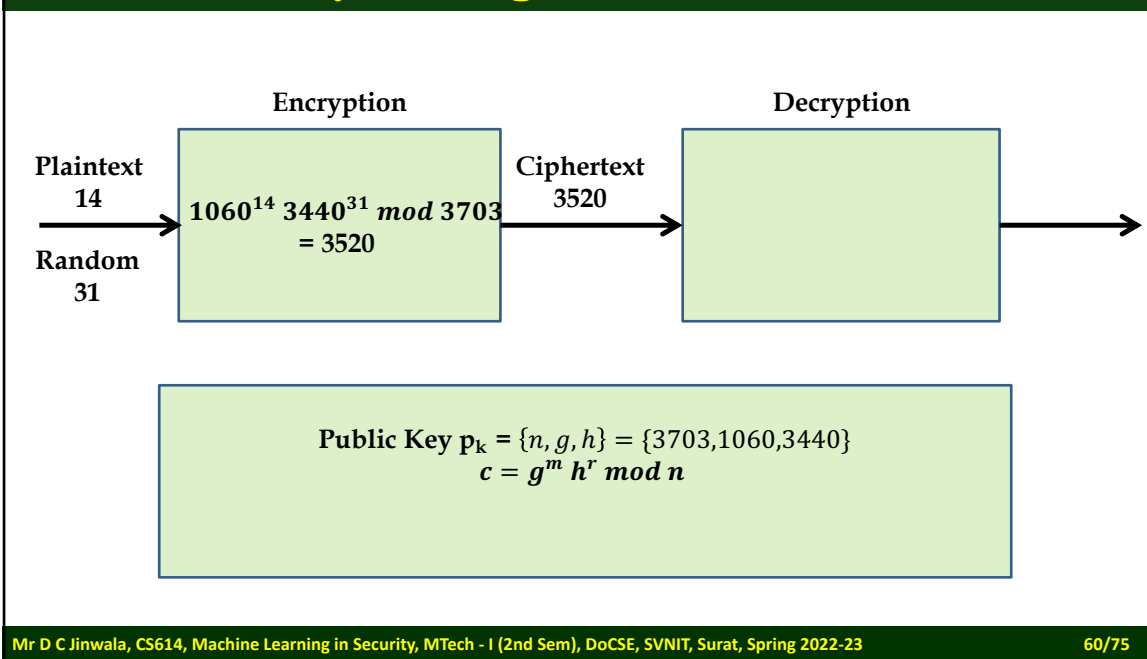 Encryption
Decryption
Plaintext
14
Random
31
1060¹⁴ 3440³¹ mod 3703
= 3520
Ciphertext
3520
Public Key pₖ = {n, g, h} = {3703,1060,3440}
c = gᵐ hʳ mod n
Mr D C Jinwala, CS614, Machine Learning in Security, MTech - I (2nd Sem), DoCSE, SVNIT, Surat, Spring 2022-23 60/75